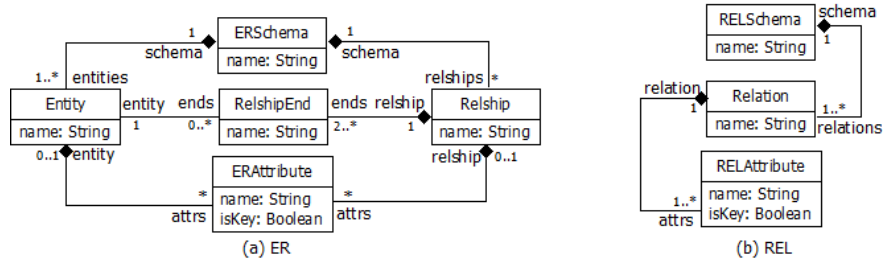 ERSchema
name: String
1
schema
1
schema
1..*
entities
relships
*
Entity
name: String
entity
1
ends
0..*
RelshipEnd
name: String
ends
2..*
relship
1
Relship
name: String
0..1
entity
relship
0..1
ERAttribute
name: String
isKey: Boolean
*
attrs
*
attrs
(a) ER
RELSchema
name: String
schema
1
relation
1
Relation
name: String
1..*
relations
RELAttribute
name: String
isKey: Boolean
1..*
attrs
(b) REL